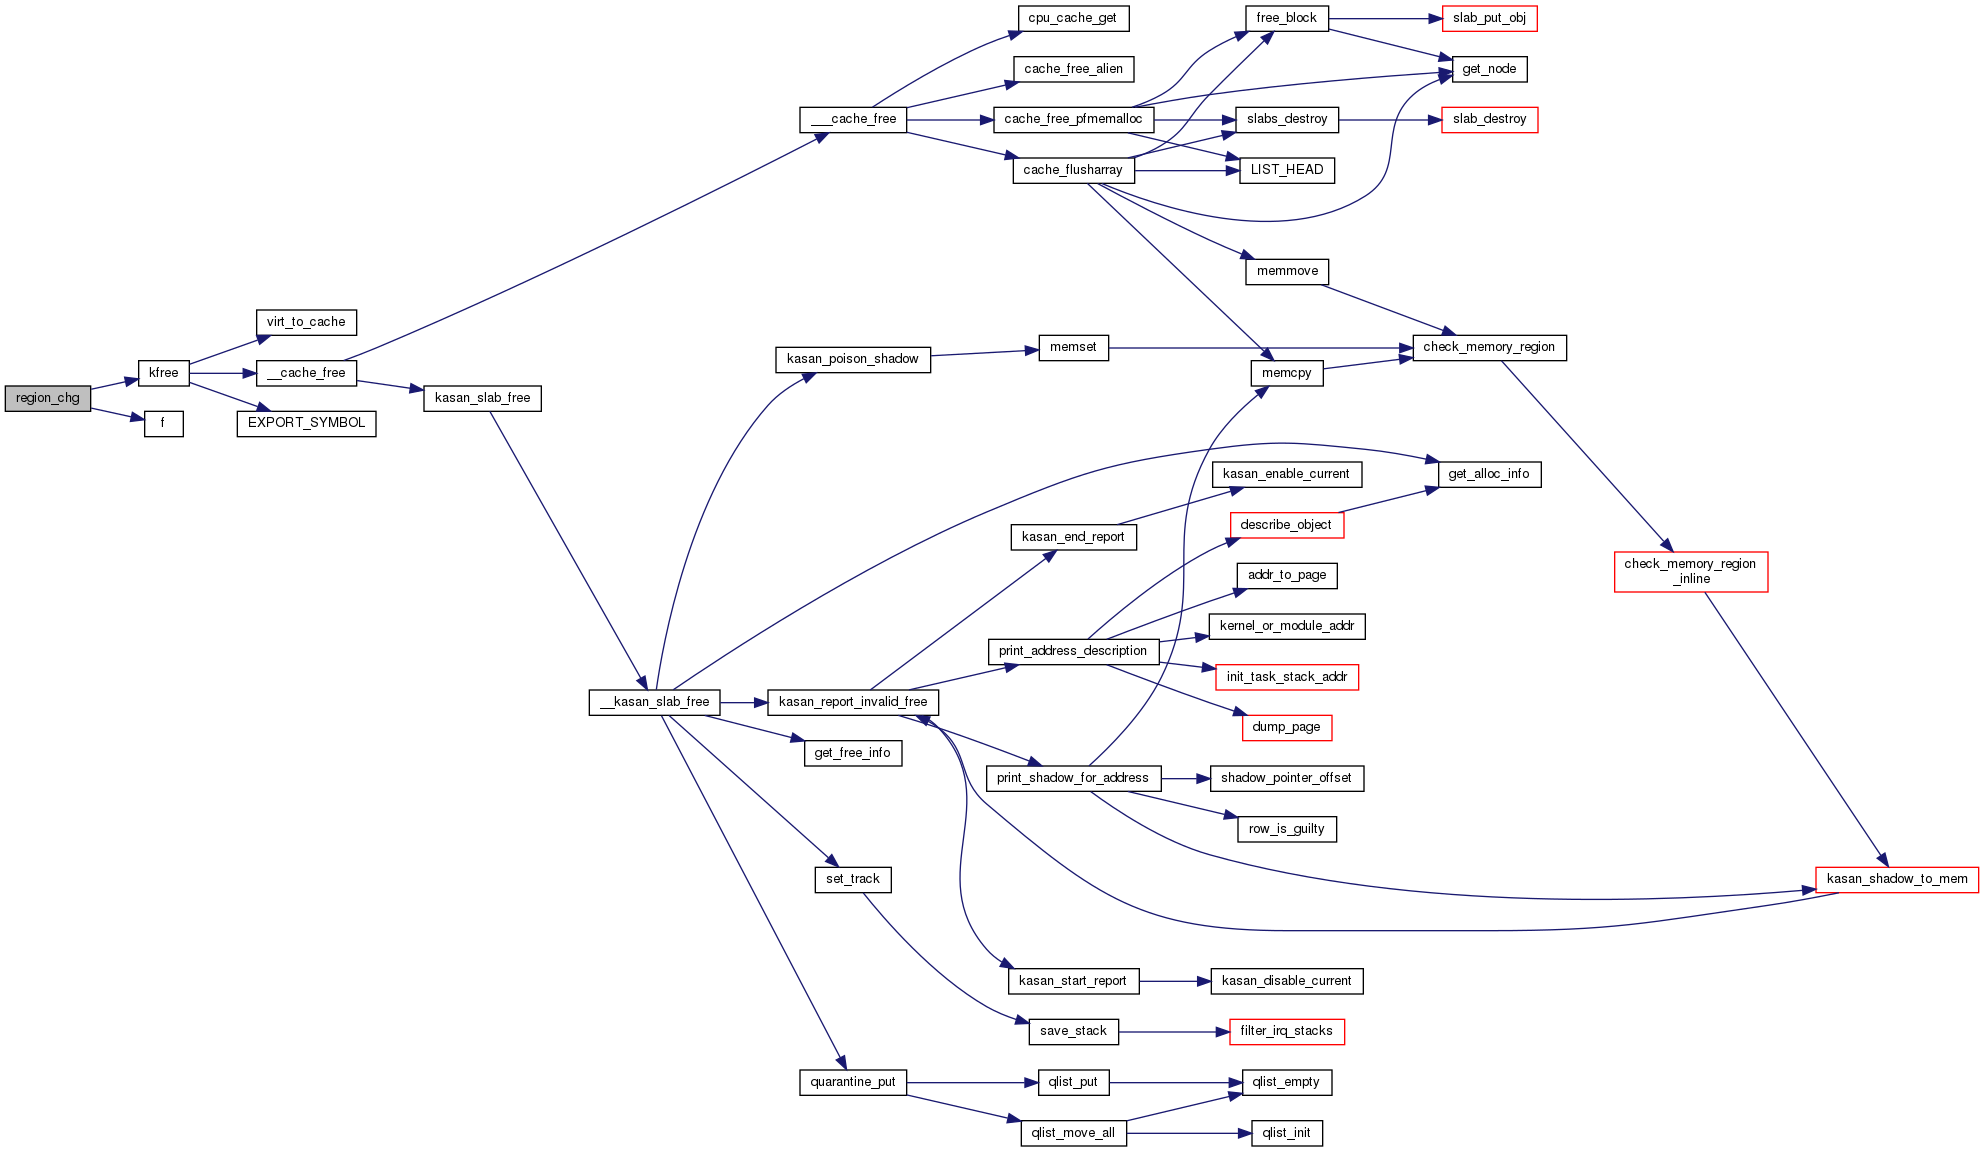 cpu_cache_get
free_block
slab_put_obj
cache_free_alien
get_node
___cache_free
cache_free_pfmemalloc
slabs_destroy
slab_destroy
cache_flusharray
LIST_HEAD
memmove
virt_to_cache
check_memory_region
memset
kasan_poison_shadow
kfree
__cache_free
memcpy
region_chg
kasan_slab_free
f
EXPORT_SYMBOL
kasan_enable_current
get_alloc_info
describe_object
kasan_end_report
addr_to_page
check_memory_region
_inline
kernel_or_module_addr
print_address_description
init_task_stack_addr
__kasan_slab_free
kasan_report_invalid_free
dump_page
get_free_info
print_shadow_for_address
shadow_pointer_offset
row_is_guilty
set_track
kasan_shadow_to_mem
kasan_start_report
kasan_disable_current
save_stack
filter_irq_stacks
quarantine_put
qlist_put
qlist_empty
qlist_move_all
qlist_init